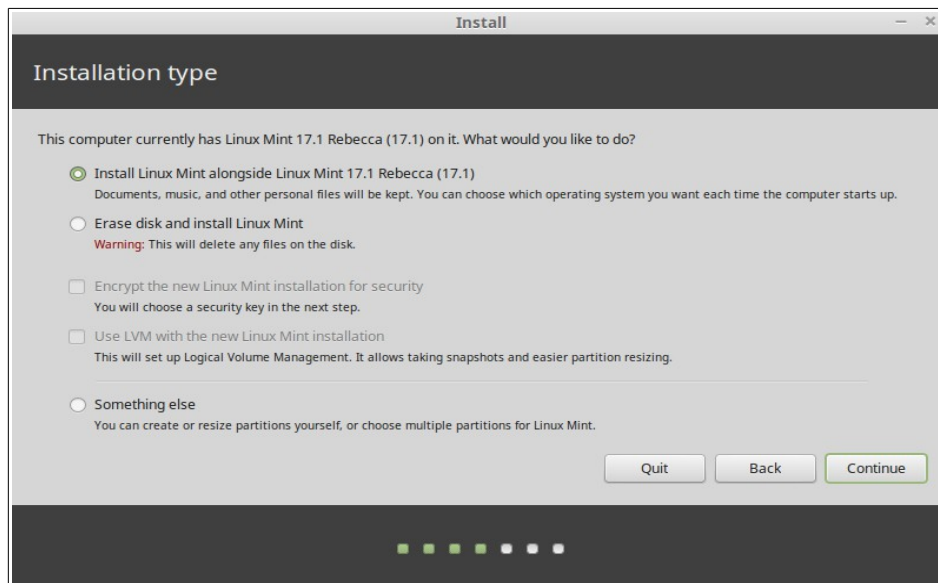 Install
Installation type
This computer currently has Linux Mint 17.1 Rebecca (17.1) on it. What would you like to do?
Install Linux Mint alongside Linux Mint 17.1 Rebecca (17.1)
Documents, music, and other personal files will be kept. You can choose which operating system you want each time the computer starts up.
Erase disk and install Linux Mint
Warning: This will delete any files on the disk.
Encrypt the new Linux Mint installation for security
You will choose a security key in the next step.
Use LVM with the new Linux Mint installation
This will set up Logical Volume Management. It allows taking snapshots and easier partition resizing.
Something else
You can create or resize partitions yourself, or choose multiple partitions for Linux Mint.
Quit Back Continue